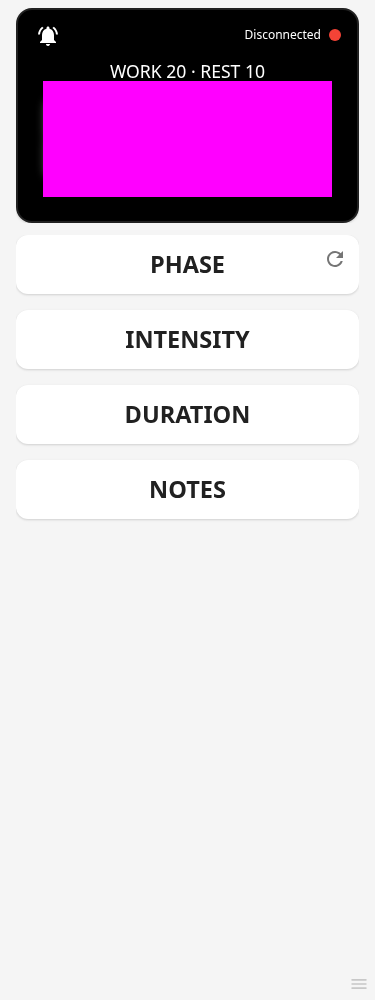 Disconnected
WORK 20 · REST 10
PHASE
INTENSITY
DURATION
NOTES